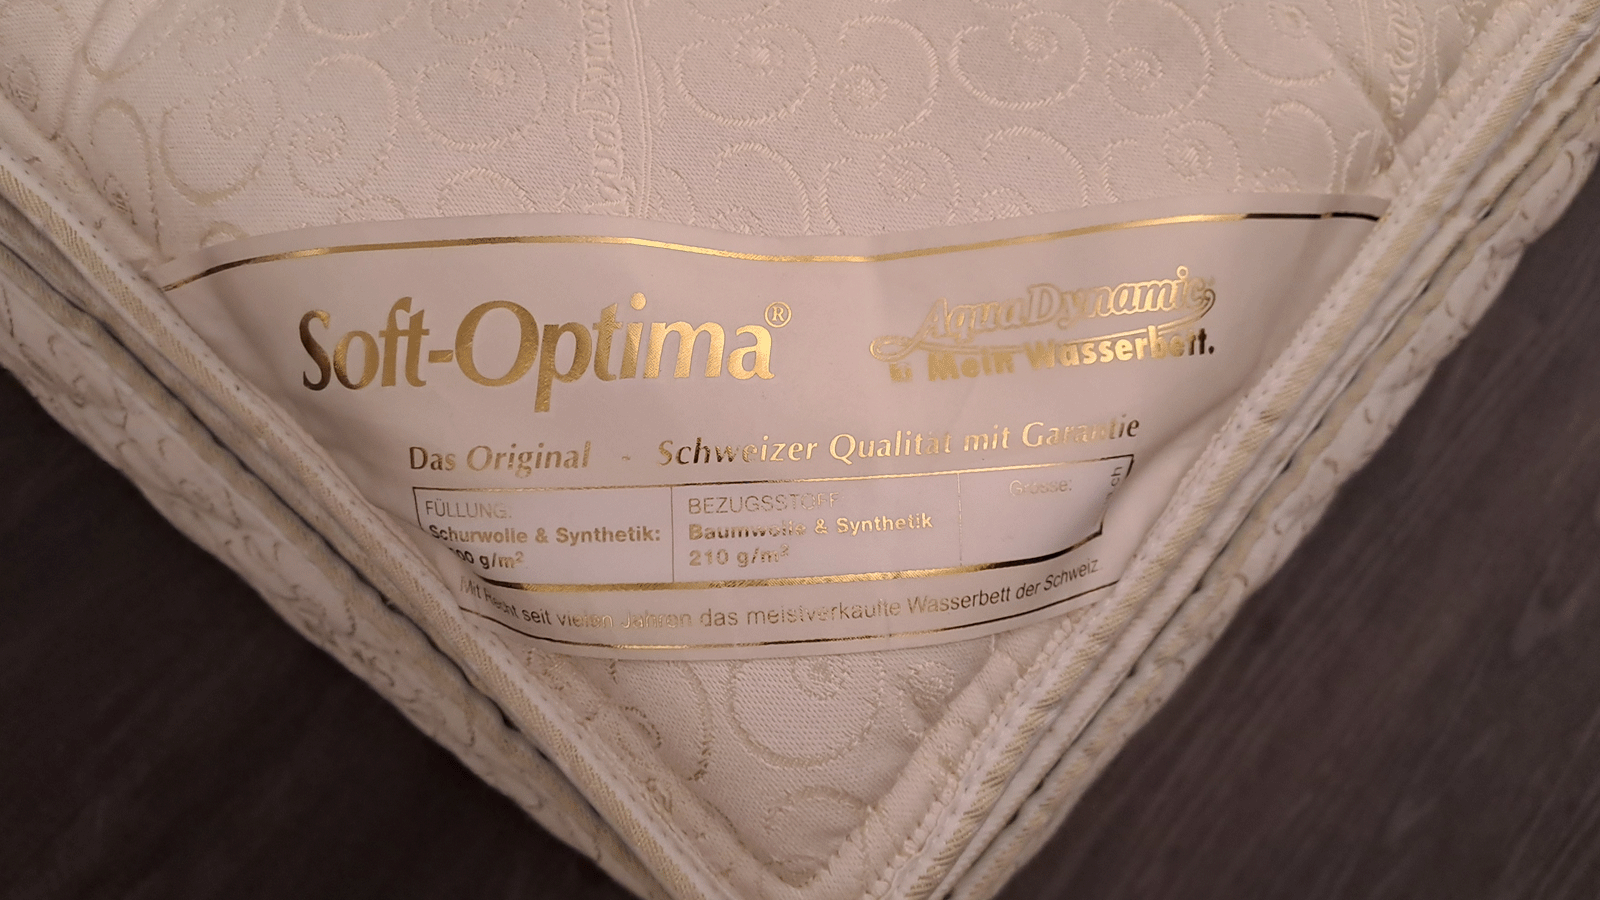 Soft-Optima®
AquaDynamic
Mein Wasserbett.
Das Original - Schweizer Qualität mit Garantie
FÜLLUNG:
Schurwolle & Synthetik:
g/m²
BEZUGSSTOFF
Baumwolle & Synthetik
210 g/m²
Grösse:
Mit Recht seit vielen Jahren das meistverkaufte Wasserbett der Schweiz.